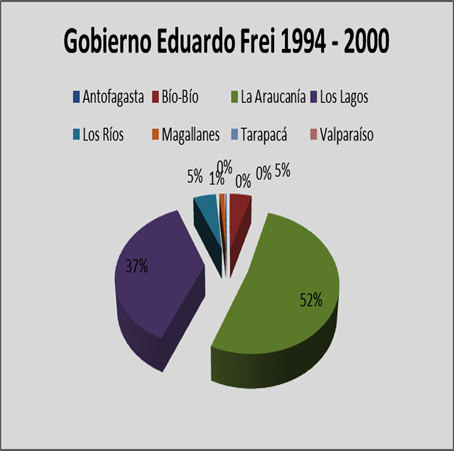 Gobierno Eduardo Frei 1994 - 2000
Antofagasta Bío-Bío La Araucanía Los Lagos
Los Ríos Magallanes Tarapacá Valparaíso
5% 1% 0% 0% 0% 5%
37%
52%